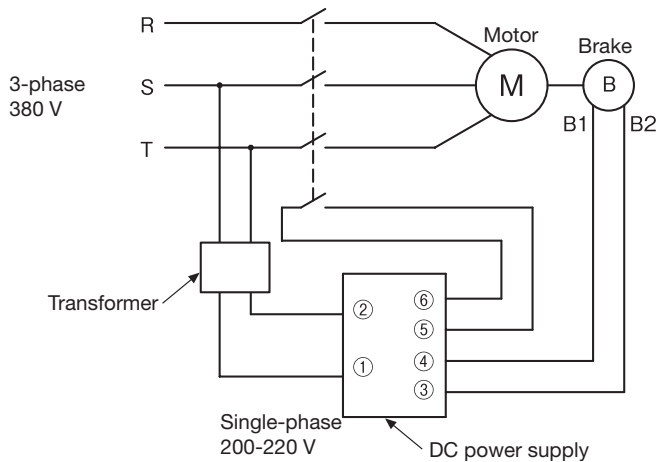 R
Motor
Brake
3-phase
380 V
S
M
B
B1
B2
T
Transformer
②
⑥
⑤
①
④
③
Single-phase
200-220 V
DC power supply